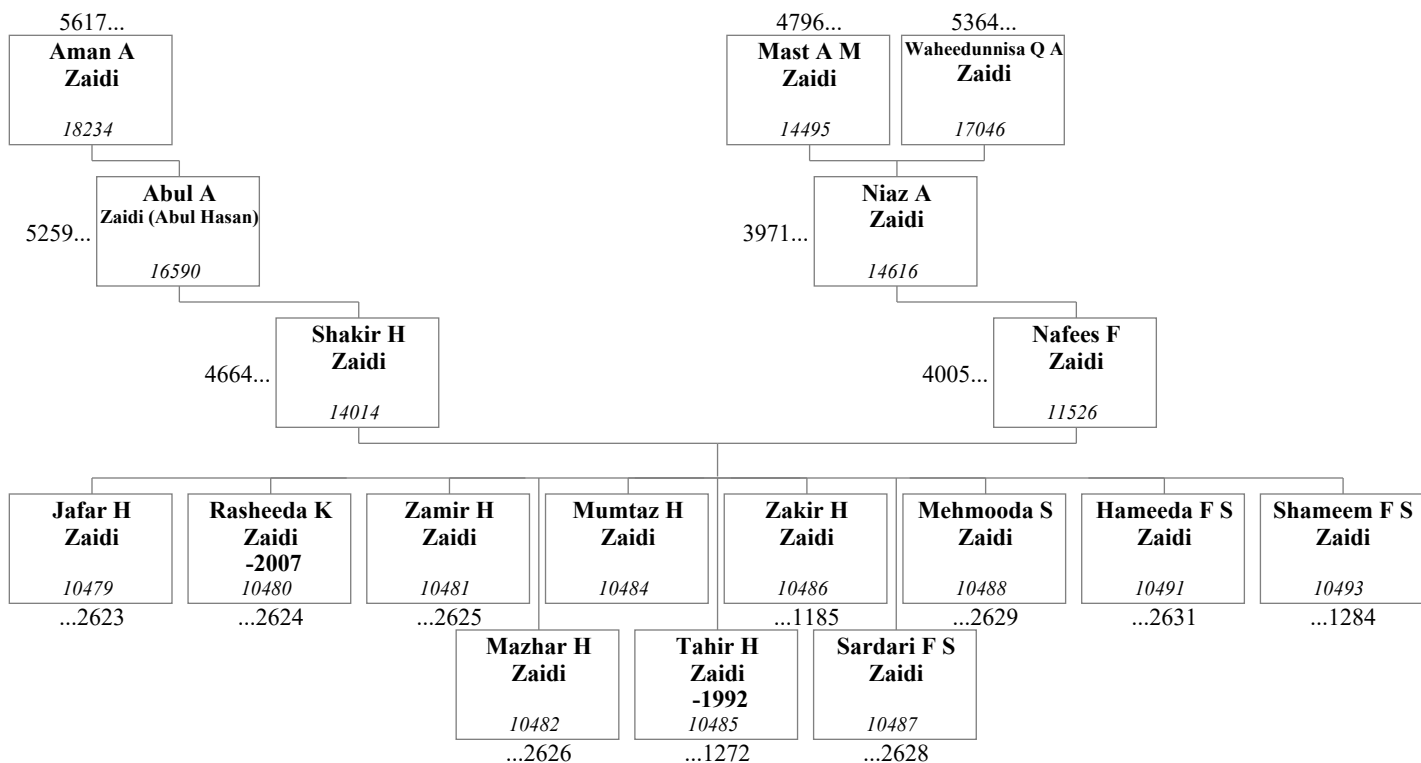 5617...
4796...
5364...
Aman A
Zaidi
18234
Mast A M
Zaidi
14495
Waheedunnisa Q A
Zaidi
17046
5259...
Abul A
Zaidi (Abul Hasan)
16590
3971...
Niaz A
Zaidi
14616
4664...
Shakir H
Zaidi
14014
4005...
Nafees F
Zaidi
11526
Jafar H
Zaidi
10479
...2623
Rasheeda K
Zaidi
-2007
10480
...2624
Zamir H
Zaidi
10481
...2625
Mumtaz H
Zaidi
10484
Zakir H
Zaidi
10486
...1185
Mehmooda S
Zaidi
10488
...2629
Hameeda F S
Zaidi
10491
...2631
Shameem F S
Zaidi
10493
...1284
Mazhar H
Zaidi
10482
...2626
Tahir H
Zaidi
-1992
10485
...1272
Sardari F S
Zaidi
10487
...2628